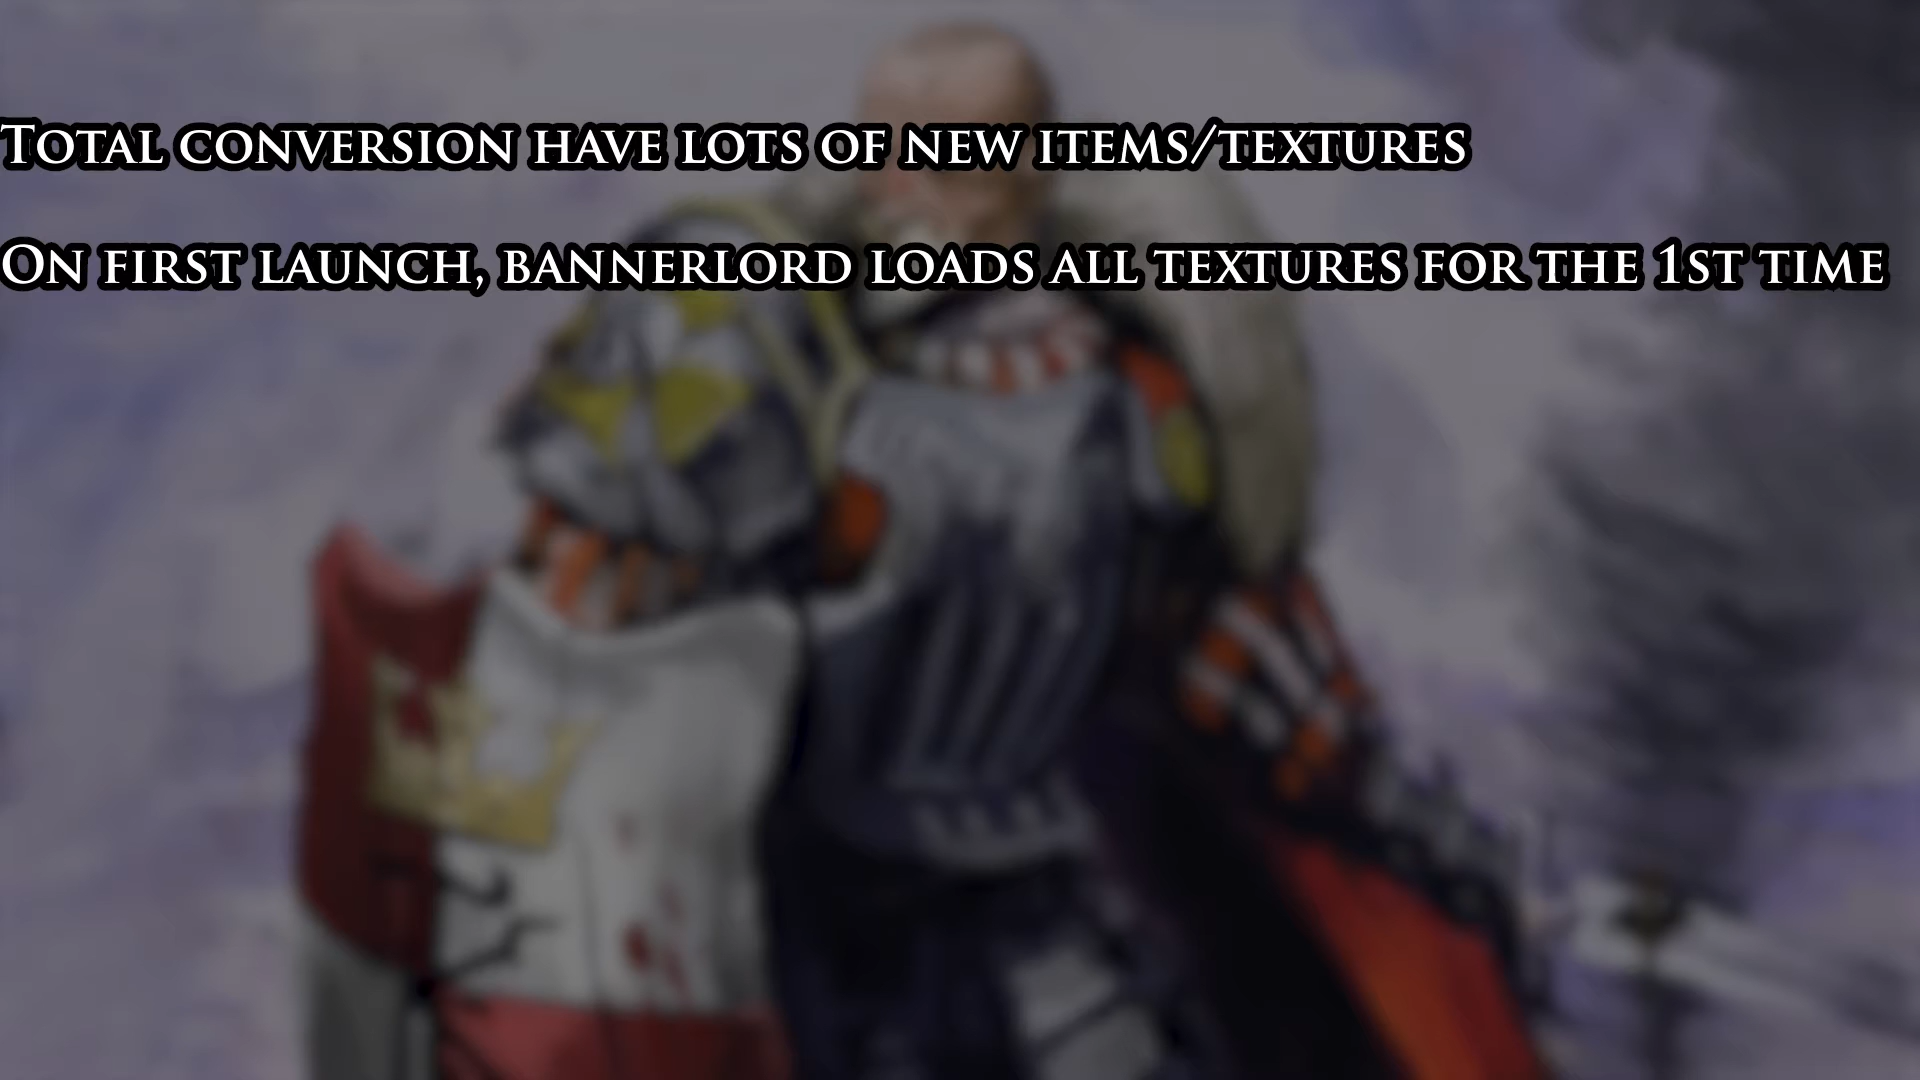 Total conversion have lots of new items/textures
On first launch, bannerlord loads all textures for the 1st time